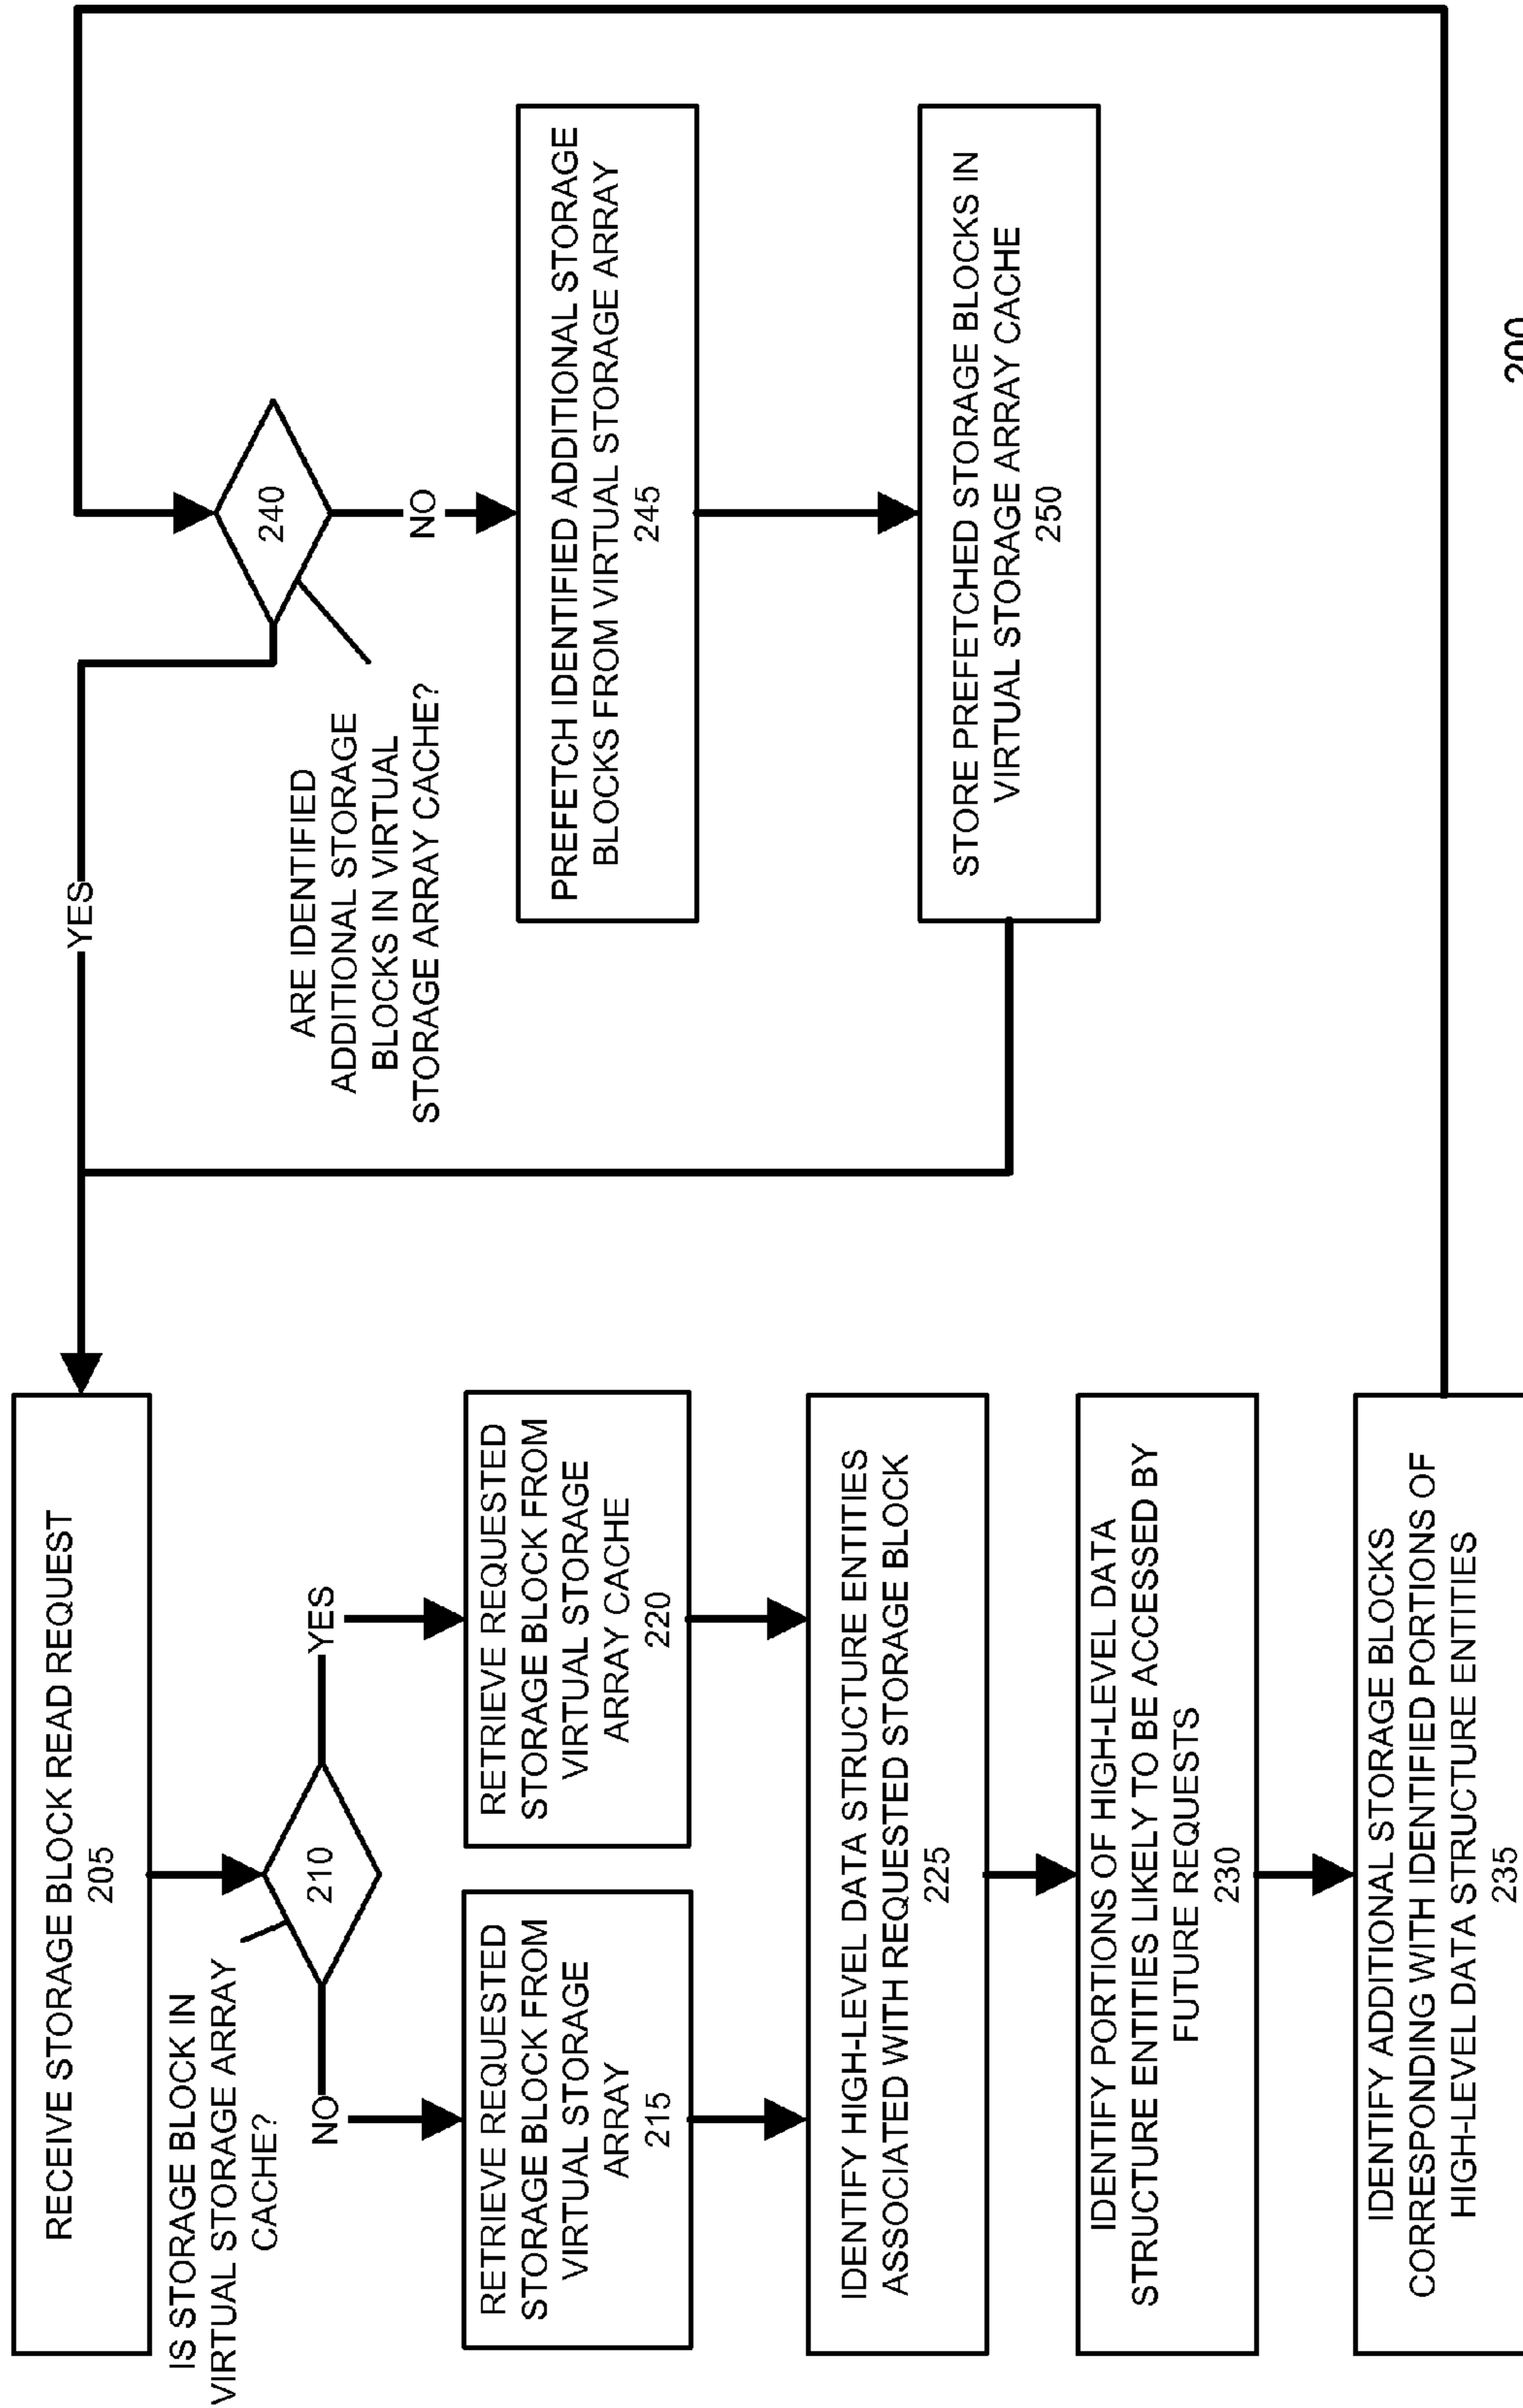 RECEIVE STORAGE BLOCK READ REQUEST
205
IS STORAGE BLOCK IN
VIRTUAL STORAGE ARRAY
CACHE?
210
NO
YES
RETRIEVE REQUESTED
STORAGE BLOCK FROM
VIRTUAL STORAGE
ARRAY
215
RETRIEVE REQUESTED
STORAGE BLOCK FROM
VIRTUAL STORAGE
ARRAY CACHE
220
IDENTIFY HIGH-LEVEL DATA STRUCTURE ENTITIES
ASSOCIATED WITH REQUESTED STORAGE BLOCK
225
IDENTIFY PORTIONS OF HIGH-LEVEL DATA
STRUCTURE ENTITIES LIKELY TO BE ACCESSED BY
FUTURE REQUESTS
230
IDENTIFY ADDITIONAL STORAGE BLOCKS
CORRESPONDING WITH IDENTIFIED PORTIONS OF
HIGH-LEVEL DATA STRUCTURE ENTITIES
235
YES
240
ARE IDENTIFIED
ADDITIONAL STORAGE
BLOCKS IN VIRTUAL
STORAGE ARRAY CACHE?
NO
PREFETCH IDENTIFIED ADDITIONAL STORAGE
BLOCKS FROM VIRTUAL STORAGE ARRAY
245
STORE PREFETCHED STORAGE BLOCKS IN
VIRTUAL STORAGE ARRAY CACHE
250
200